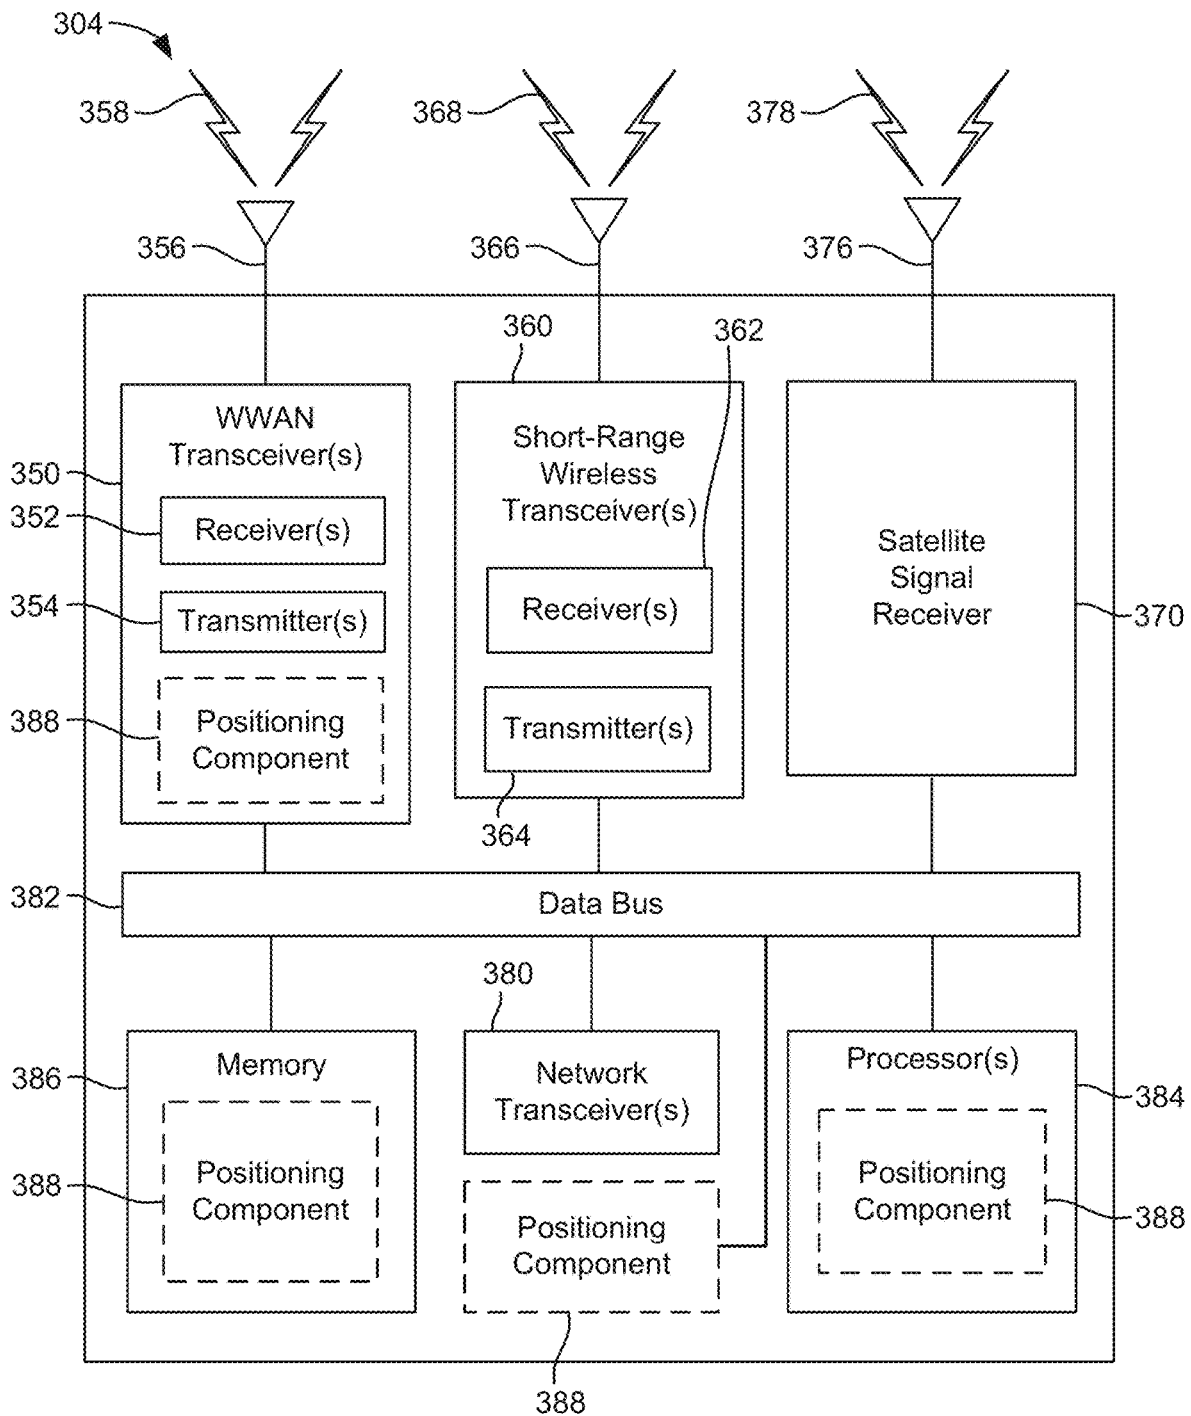 304
358
368
378
356
366
376
360
362
WWAN
Transceiver(s)
350
352
Receiver(s)
354
Transmitter(s)
388
Positioning
Component
Short-Range
Wireless
Transceiver(s)
Receiver(s)
Transmitter(s)
364
Satellite
Signal
Receiver
370
382
Data Bus
380
386
Memory
388
Positioning
Component
Network
Transceiver(s)
Positioning
Component
388
Processor(s)
384
Positioning
Component
388